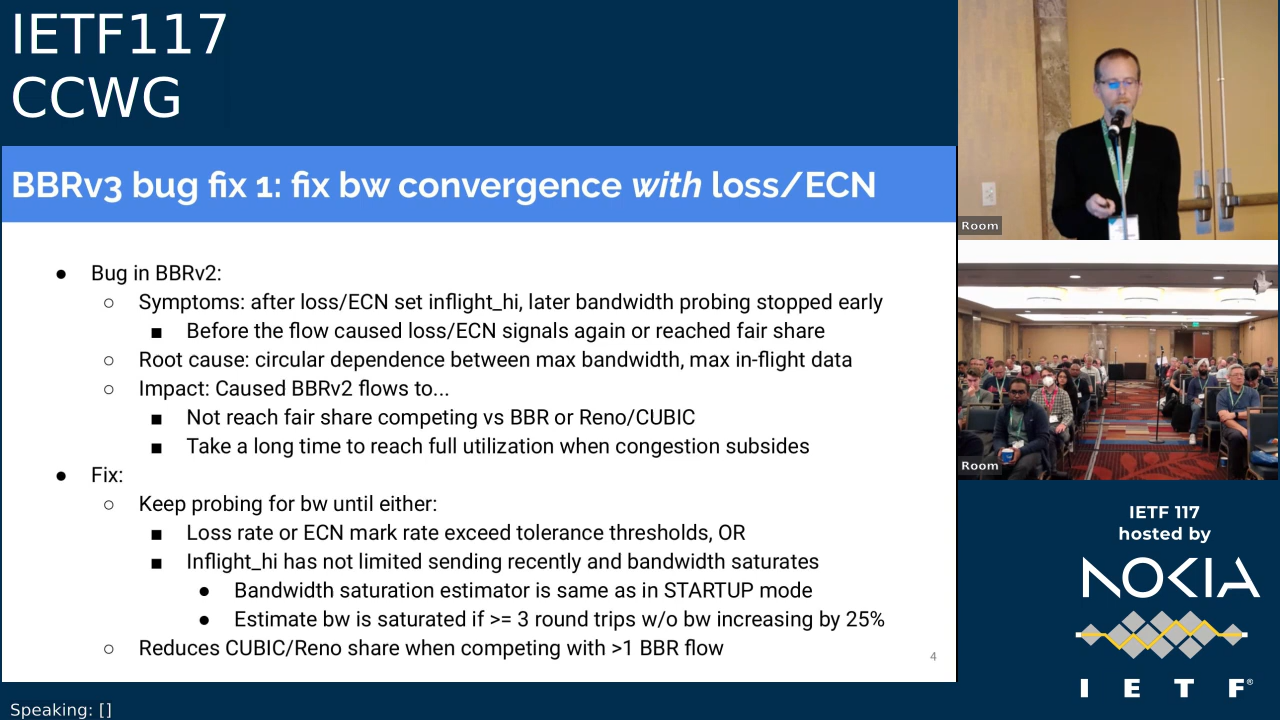 IETF117
CCWG
BBRv3 bug fix 1: fix bw convergence with loss/ECN
● Bug in BBRv2:
○ Symptoms: after loss/ECN set inflight_hi, later bandwidth probing stopped early
■ Before the flow caused loss/ECN signals again or reached fair share
○ Root cause: circular dependence between max bandwidth, max in-flight data
○ Impact: Caused BBRv2 flows to...
■ Not reach fair share competing vs BBR or Reno/CUBIC
■ Take a long time to reach full utilization when congestion subsides
● Fix:
○ Keep probing for bw until either:
■ Loss rate or ECN mark rate exceed tolerance thresholds, OR
■ Inflight_hi has not limited sending recently and bandwidth saturates
● Bandwidth saturation estimator is same as in STARTUP mode
● Estimate bw is saturated if >= 3 round trips w/o bw increasing by 25%
○ Reduces CUBIC/Reno share when competing with >1 BBR flow
4
Speaking: []
Room
Room
IETF 117
hosted by
NOKIA
I E T F®